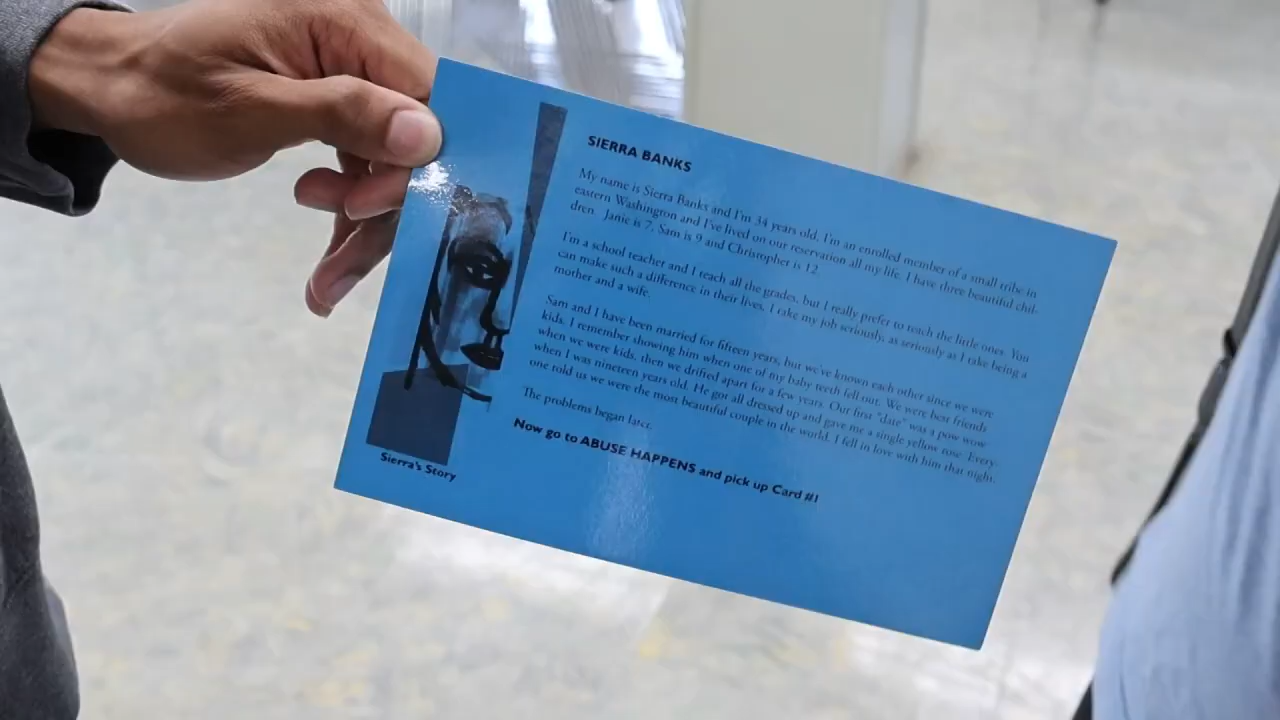 SIERRA BANKS
My name is Sierra Banks and I'm 34 years old. I'm an enrolled member of a small tribe in
eastern Washington and I've lived on our reservation all my life. I have three beautiful chil-
dren Janie is 7, Sam is 9 and Christopher is 12
I'm a school teacher and I teach all the grades, but I really prefer to teach the little ones. You
can make such a difference in their lives. I take my job seriously, as seriously as I take being a
mother and a wife.
Sam and I have been married for fifteen years, but we've known each other since we were
kids. I remember showing him when one of my baby teeth fell out. We were best friends
when we were kids, then we drifted apart for a few years. Our first "date" was a pow wow
when I was nineteen years old. He got all dressed up and gave me a single yellow rose. Every-
one told us we were the most beautiful couple in the world. I fell in love with him that night.
The problems began later.
Now go to ABUSE HAPPENS and pick up Card #1
Sierra's Story